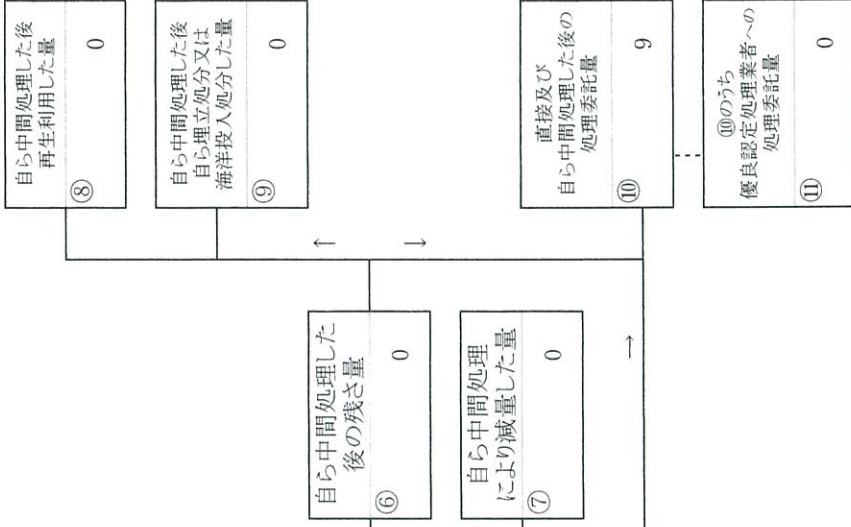 自ら中間処理した後
再生利用した量
⑧ 0
自ら中間処理した後
自ら埋立処分又は
海洋投入処分した量
⑨ 0
↑
↓
自ら中間処理した
後の残さ量
⑥ 0
自ら中間処理
により減量した量
⑦ 0
→
直接及び
自ら中間処理した後の
処理委託量
⑩ 9
⑩のうち
優良認定処理業者への
処理委託量
⑪ 0